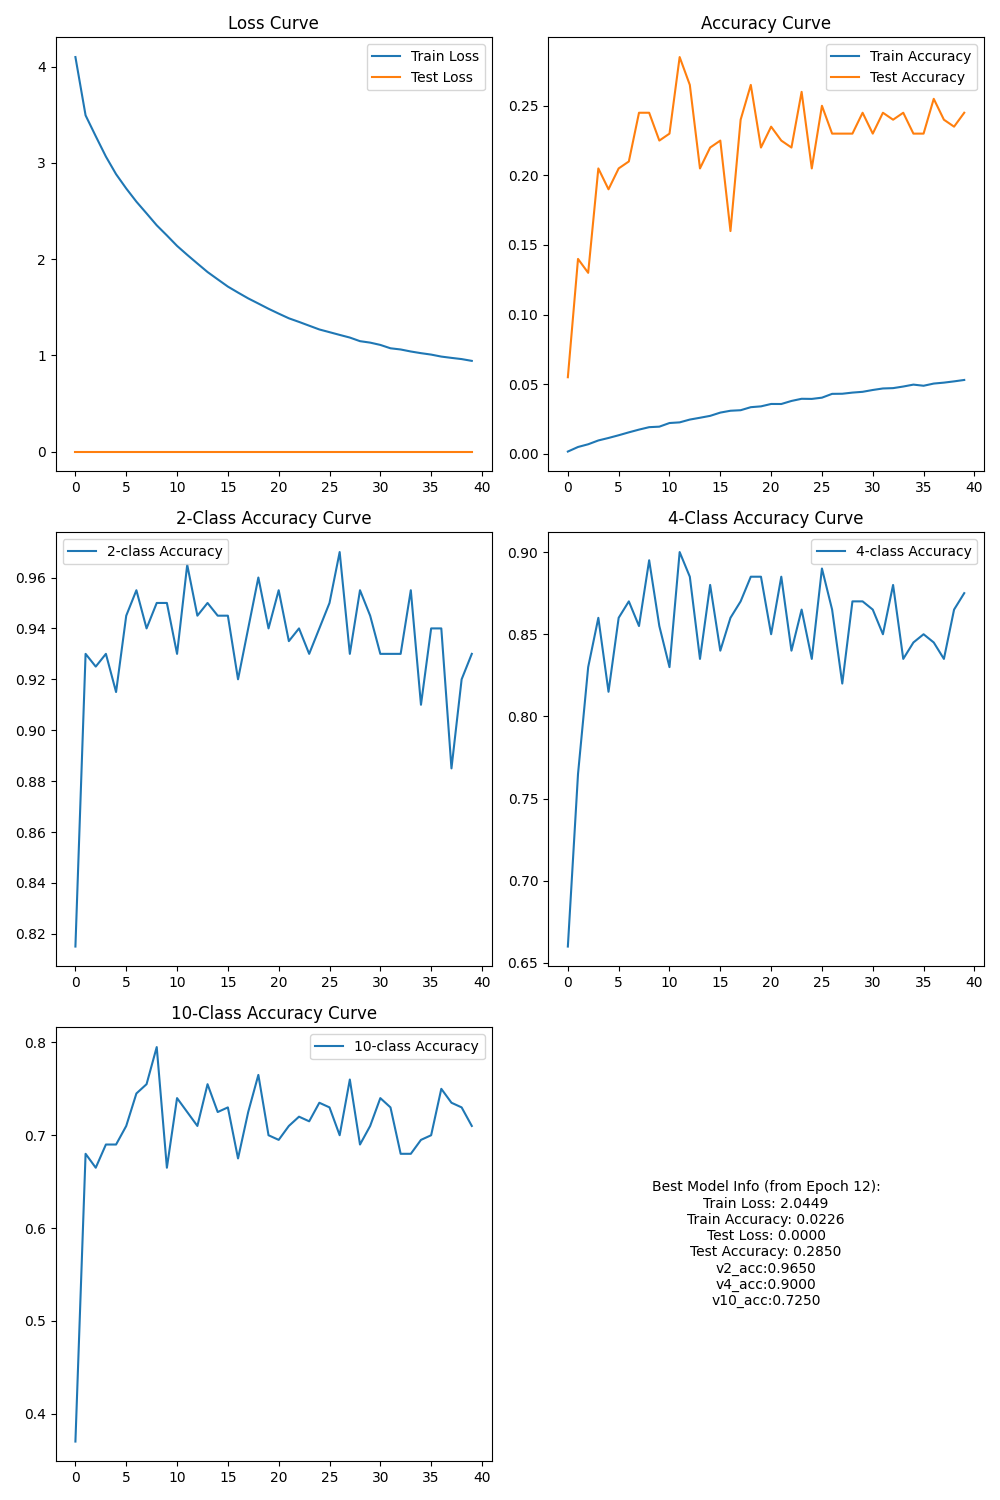 Loss Curve
Train Loss
Test Loss
4
3
2
1
0
0 5 10 15 20 25 30 35 40
Accuracy Curve
Train Accuracy
Test Accuracy
0.25
0.20
0.15
0.10
0.05
0.00
0 5 10 15 20 25 30 35 40
2-Class Accuracy Curve
2-class Accuracy
0.96
0.94
0.92
0.90
0.88
0.86
0.84
0.82
0 5 10 15 20 25 30 35 40
4-Class Accuracy Curve
4-class Accuracy
0.90
0.85
0.80
0.75
0.70
0.65
0 5 10 15 20 25 30 35 40
10-Class Accuracy Curve
10-class Accuracy
0.8
0.7
0.6
0.5
0.4
0 5 10 15 20 25 30 35 40
Best Model Info (from Epoch 12):
Train Loss: 2.0449
Train Accuracy: 0.0226
Test Loss: 0.0000
Test Accuracy: 0.2850
v2_acc:0.9650
v4_acc:0.9000
v10_acc:0.7250